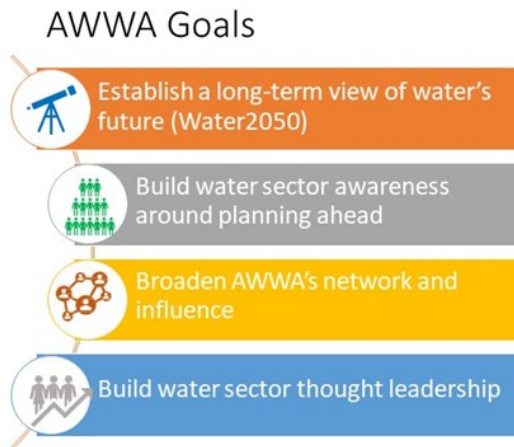 AWWA Goals
Establish a long-term view of water's
future (Water2050)
Build water sector awareness
around planning ahead
Broaden AWWA's network and
influence
Build water sector thought leadership